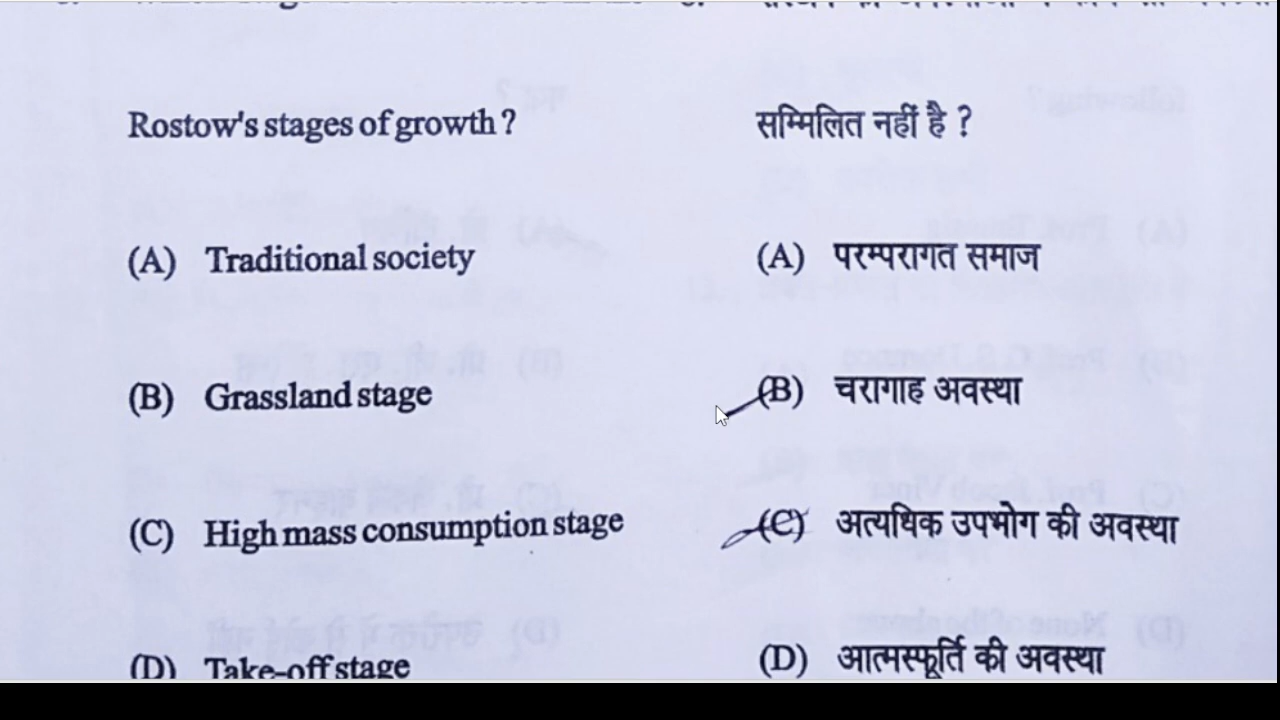 Rostow's stages of growth ?
(A) Traditional society
(B) Grassland stage
(C) High mass consumption stage
(D) Take-off stage
सम्मिलित नहीं है ?
(A) परम्परागत समाज
(B) चरागाह अवस्था
(C) अत्यधिक उपभोग की अवस्था
(D) आत्मस्फूर्ति की अवस्था